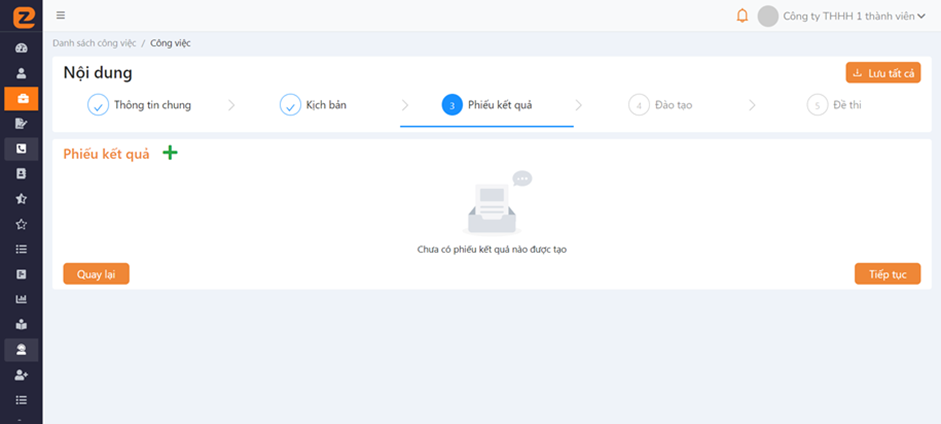 Công ty THHH 1 thành viên
Danh sách công việc / Công việc
Nội dung
Lưu tất cả
Thông tin chung
Kịch bản
3 Phiếu kết quả
4 Đào tạo
5 Đề thi
Phiếu kết quả
Chưa có phiếu kết quả nào được tạo
Quay lại
Tiếp tục